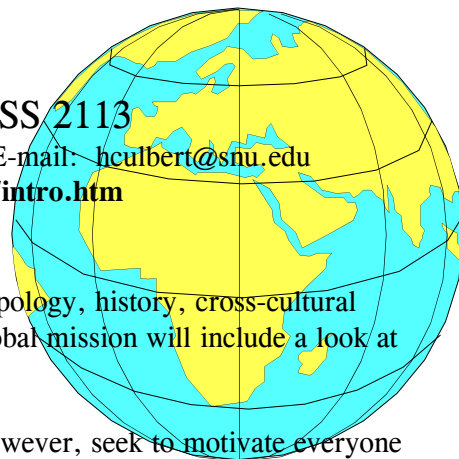 SS 2113
E-mail: hculbert@snu.edu
/intro.htm
pology, history, cross-cultural
obal mission will include a look at
wever, seek to motivate everyone